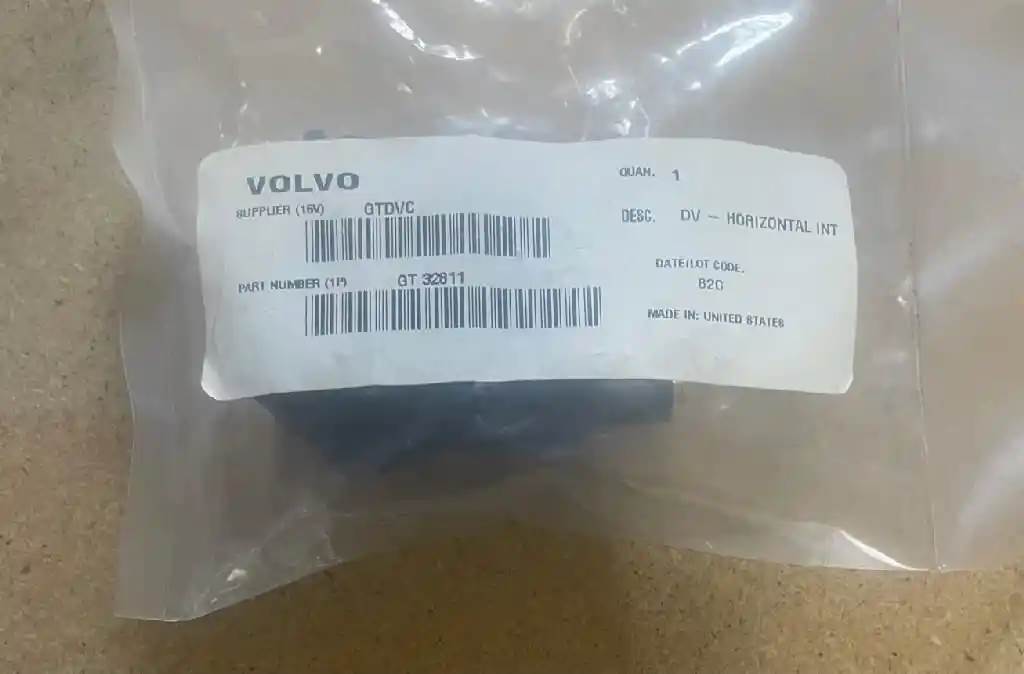 VOLVO
SUPPLIER (16V) GTDVC
PART NUMBER (1P) GT 32811
QUAN. 1
DESC. DV – HORIZONTAL INT
DATE/LOT CODE.
MADE IN: UNITED STATES